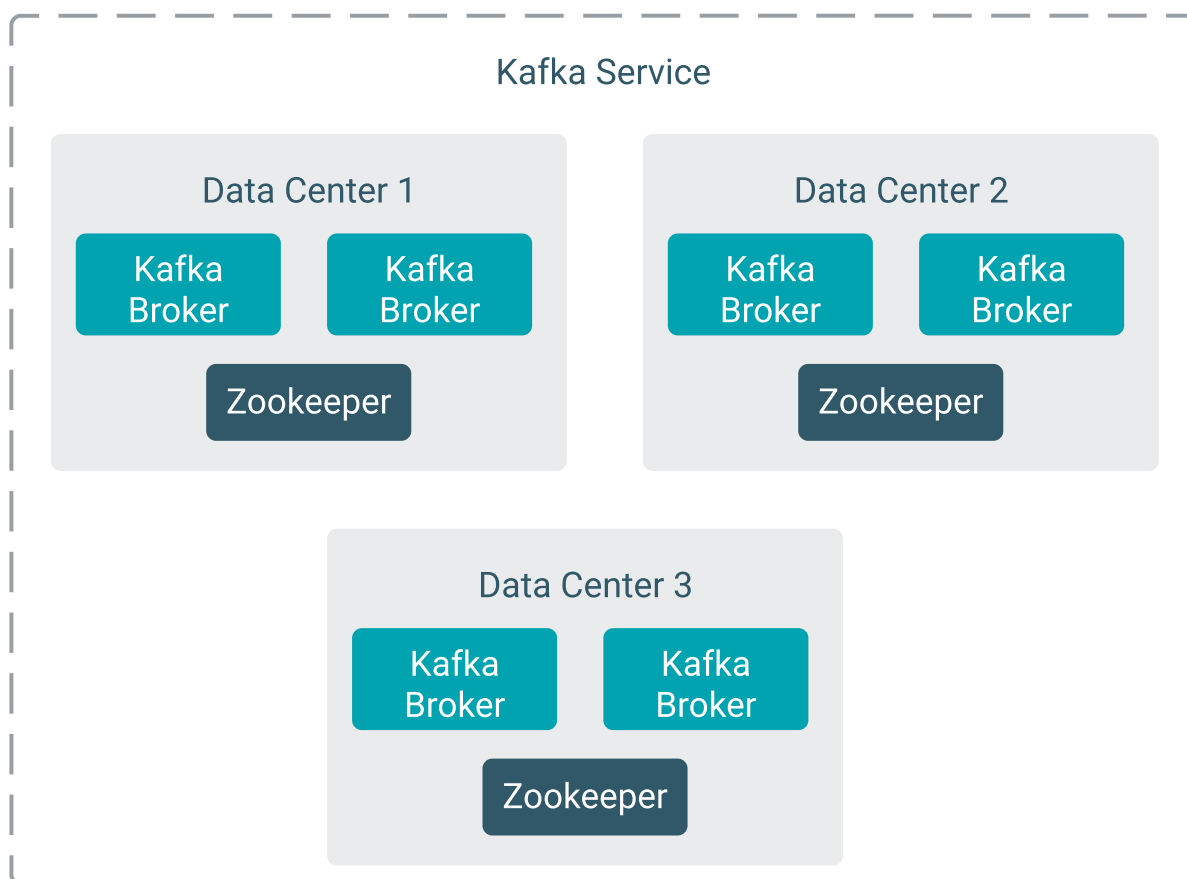 Kafka Service
Data Center 1
Kafka
Broker
Kafka
Broker
Zookeeper
Data Center 2
Kafka
Broker
Kafka
Broker
Zookeeper
Data Center 3
Kafka
Broker
Kafka
Broker
Zookeeper